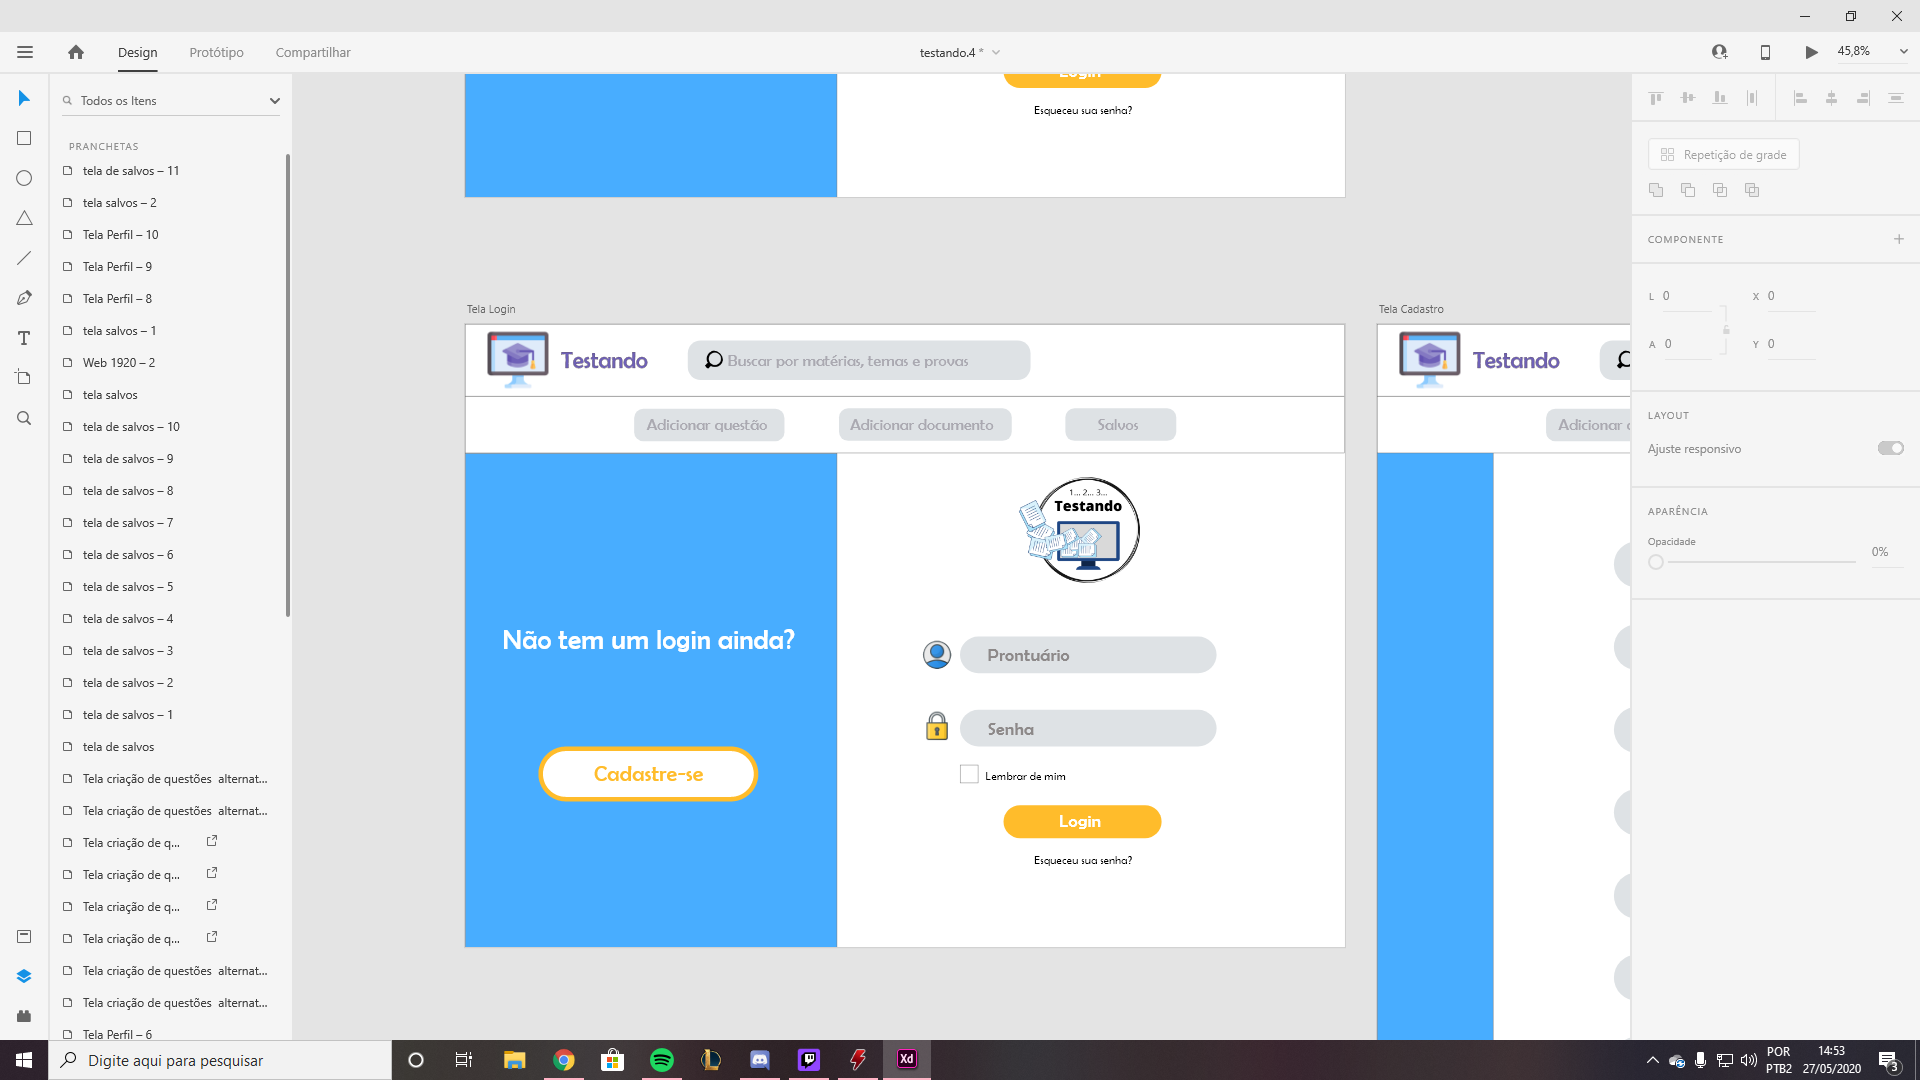 Design
Protótipo
Compartilhar
testando.4 *
45,8%
Todos os Itens
PRANCHETAS
tela de salvos – 11
tela salvos – 2
Tela Perfil – 10
Tela Perfil – 9
Tela Perfil – 8
tela salvos – 1
Web 1920 – 2
tela salvos
tela de salvos – 10
tela de salvos – 9
tela de salvos – 8
tela de salvos – 7
tela de salvos – 6
tela de salvos – 5
tela de salvos – 4
tela de salvos – 3
tela de salvos – 2
tela de salvos – 1
tela de salvos
Tela criação de questões alternat...
Tela criação de questões alternat...
Tela criação de q...
Tela criação de q...
Tela criação de q...
Tela criação de q...
Tela criação de questões alternat...
Tela criação de questões alternat...
Tela Perfil – 6
Login
Esqueceu sua senha?
Tela Login
Testando
Buscar por matérias, temas e provas
Adicionar questão
Adicionar documento
Salvos
1... 2... 3...
Testando
Não tem um login ainda?
Cadastre-se
Prontuário
Senha
Lembrar de mim
Login
Esqueceu sua senha?
Tela Cadastro
Testando
Adicionar
Repetição de grade
COMPONENTE
L 0
X 0
A 0
Y 0
LAYOUT
Ajuste responsivo
APARÊNCIA
Opacidade
0%
Digite aqui para pesquisar
Xd
POR
PTB2
14:53
27/05/2020
3